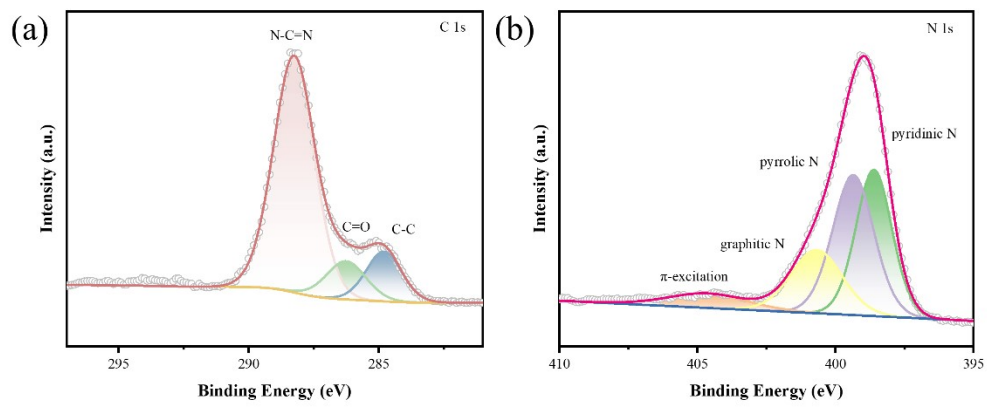 (a)
C 1s
N-C=N
C=O
C-C
Intensity (a.u.)
295
290
285
Binding Energy (eV)
(b)
N 1s
pyridinic N
pyrrolic N
graphitic N
π-excitation
Intensity (a.u.)
410
405
400
395
Binding Energy (eV)